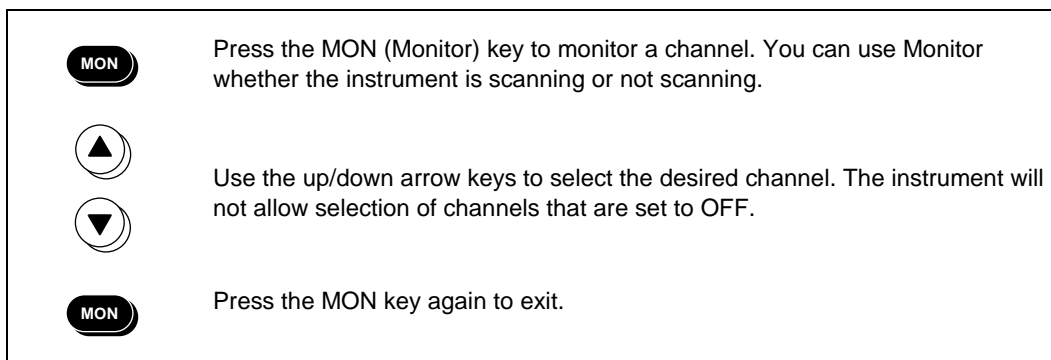 MON
Press the MON (Monitor) key to monitor a channel. You can use Monitor
whether the instrument is scanning or not scanning.
Use the up/down arrow keys to select the desired channel. The instrument will
not allow selection of channels that are set to OFF.
MON
Press the MON key again to exit.